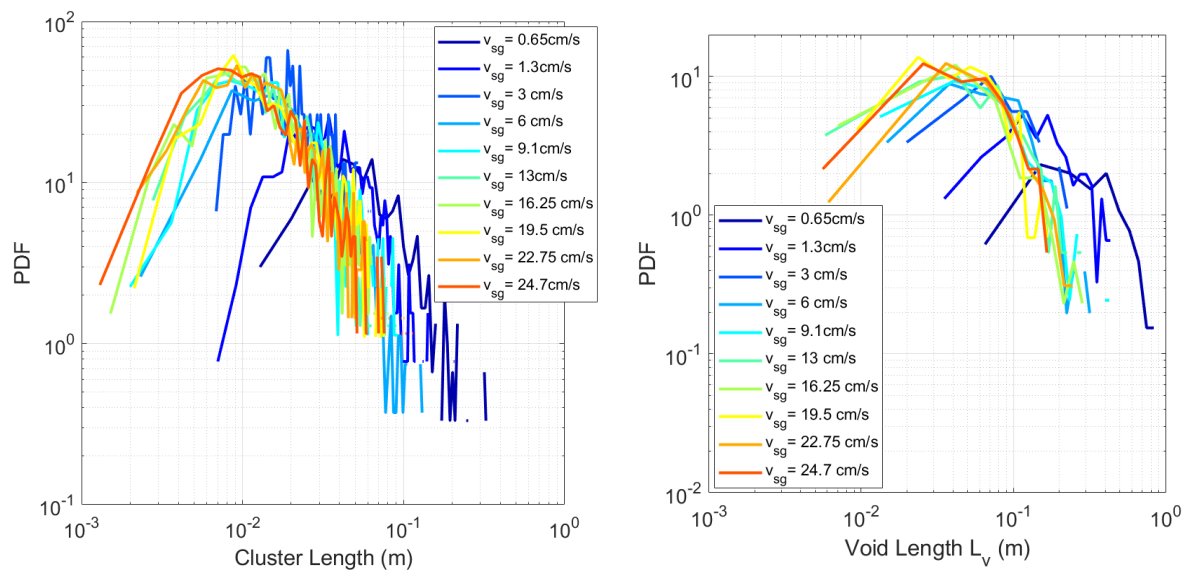 10^2
10^1
10^0
10^-1
PDF
10^-3
10^-2
10^-1
10^0
Cluster Length (m)
v_sg= 0.65cm/s
v_sg= 1.3cm/s
v_sg= 3 cm/s
v_sg= 6 cm/s
v_sg= 9.1cm/s
v_sg= 13cm/s
v_sg= 16.25 cm/s
v_sg= 19.5 cm/s
v_sg= 22.75 cm/s
v_sg= 24.7cm/s
10^1
10^0
10^-1
10^-2
PDF
10^-3
10^-2
10^-1
10^0
Void Length L_v (m)
v_sg= 0.65cm/s
v_sg= 1.3cm/s
v_sg= 3 cm/s
v_sg= 6 cm/s
v_sg= 9.1cm/s
v_sg= 13 cm/s
v_sg= 16.25 cm/s
v_sg= 19.5 cm/s
v_sg= 22.75 cm/s
v_sg= 24.7 cm/s